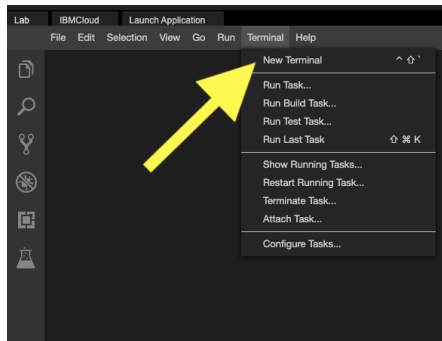 Lab IBMCloud Launch Application
File Edit Selection View Go Run Terminal Help
New Terminal ^ ⇧ `
Run Task...
Run Build Task...
Run Test Task...
Run Last Task ⇧ ⌘ K
Show Running Tasks...
Restart Running Task...
Terminate Task...
Attach Task...
Configure Tasks...